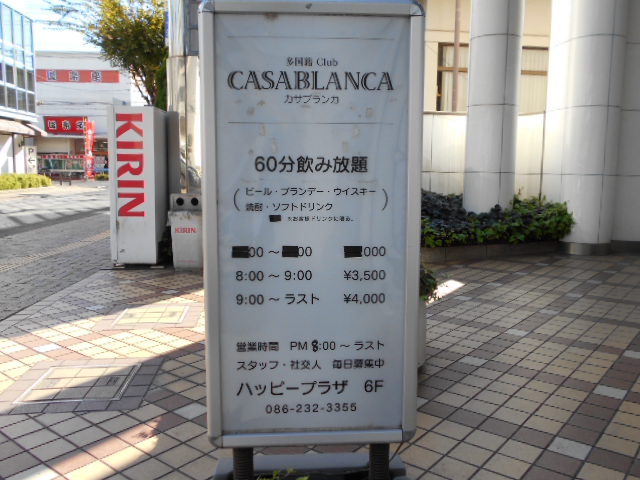 多国籍 Club
CASABLANCA
カサブランカ
60分飲み放題
(ビール・ブランデー・ウイスキー
焼酎・ソフトドリンク)
00 ~ 00 000
8:00 ~ 9:00 ¥3,500
9:00 ~ ラスト ¥4,000
営業時間 PM 8:00 ~ ラスト
スタッフ・社交人 毎日募集中
ハッピープラザ 6F
086-232-3355
KIRIN
KIRIN